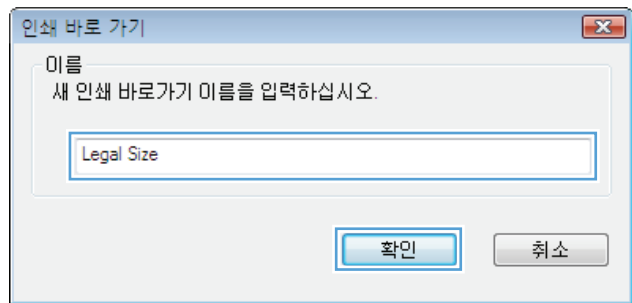 인쇄 바로 가기
이름
새 인쇄 바로가기 이름을 입력하십시오.
Legal Size
확인 취소